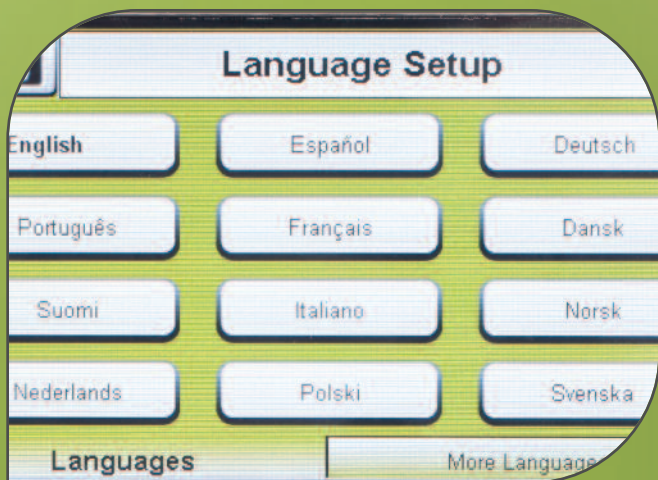 Language Setup
English Español Deutsch
Português Français Dansk
Suomi Italiano Norsk
Nederlands Polski Svenska
Languages More Language